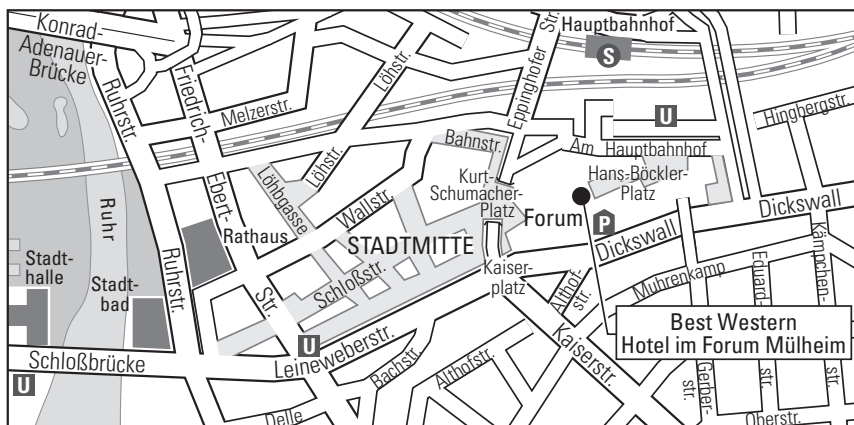 Konrad-
Adenauer-
Brücke
Ruhrstr.
Friedrich-
Ebert-
Str.
Melzerstr.
Löhstr.
Löhstr.
Löhbgasse
Wallstr.
Bahnstr.
Eppinghofer
Str.
Hauptbahnhof
S
U
Am
Hauptbahnhof
Hingbergstr.
Hans-Böckler-
Platz
Kurt-
Schumacher-
Platz
Forum
P
Dickswall
Dickswall
Ruhr
Rathaus
STADTMITTE
Schloßstr.
Kaiser-
platz
Stadt-
halle
Stadt-
bad
Ruhrstr.
Schloßbrücke
U
U
Leineweberstr.
Bachstr.
Althofstr.
Delle
Kaiserstr.
Althof-
str.
Muhrenkamp
Eduard-
str.
Kämpchen-
str.
Gerber-
str.
Oberstr.
Best Western
Hotel im Forum Mülheim